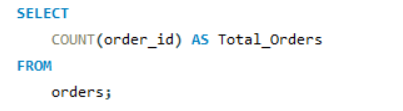 SELECT
    COUNT(order_id) AS Total_Orders
FROM
    orders;